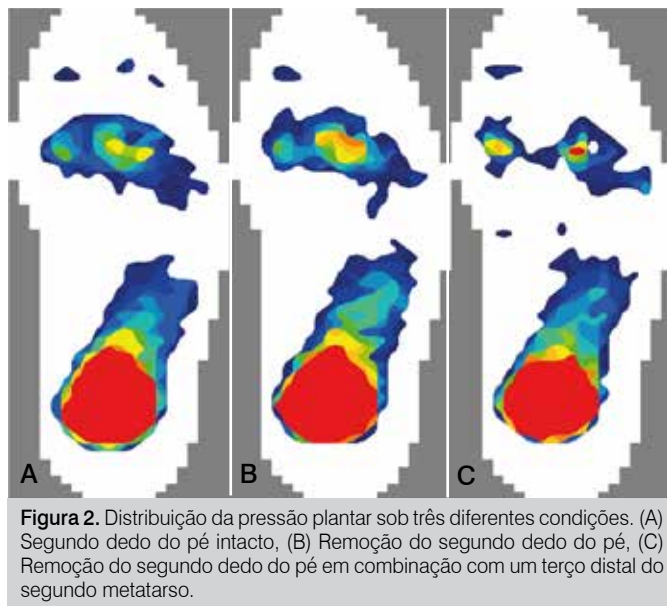 A B C
Figura 2. Distribuição da pressão plantar sob três diferentes condições. (A)
Segundo dedo do pé intacto, (B) Remoção do segundo dedo do pé, (C)
Remoção do segundo dedo do pé em combinação com um terço distal do
segundo metatarso.